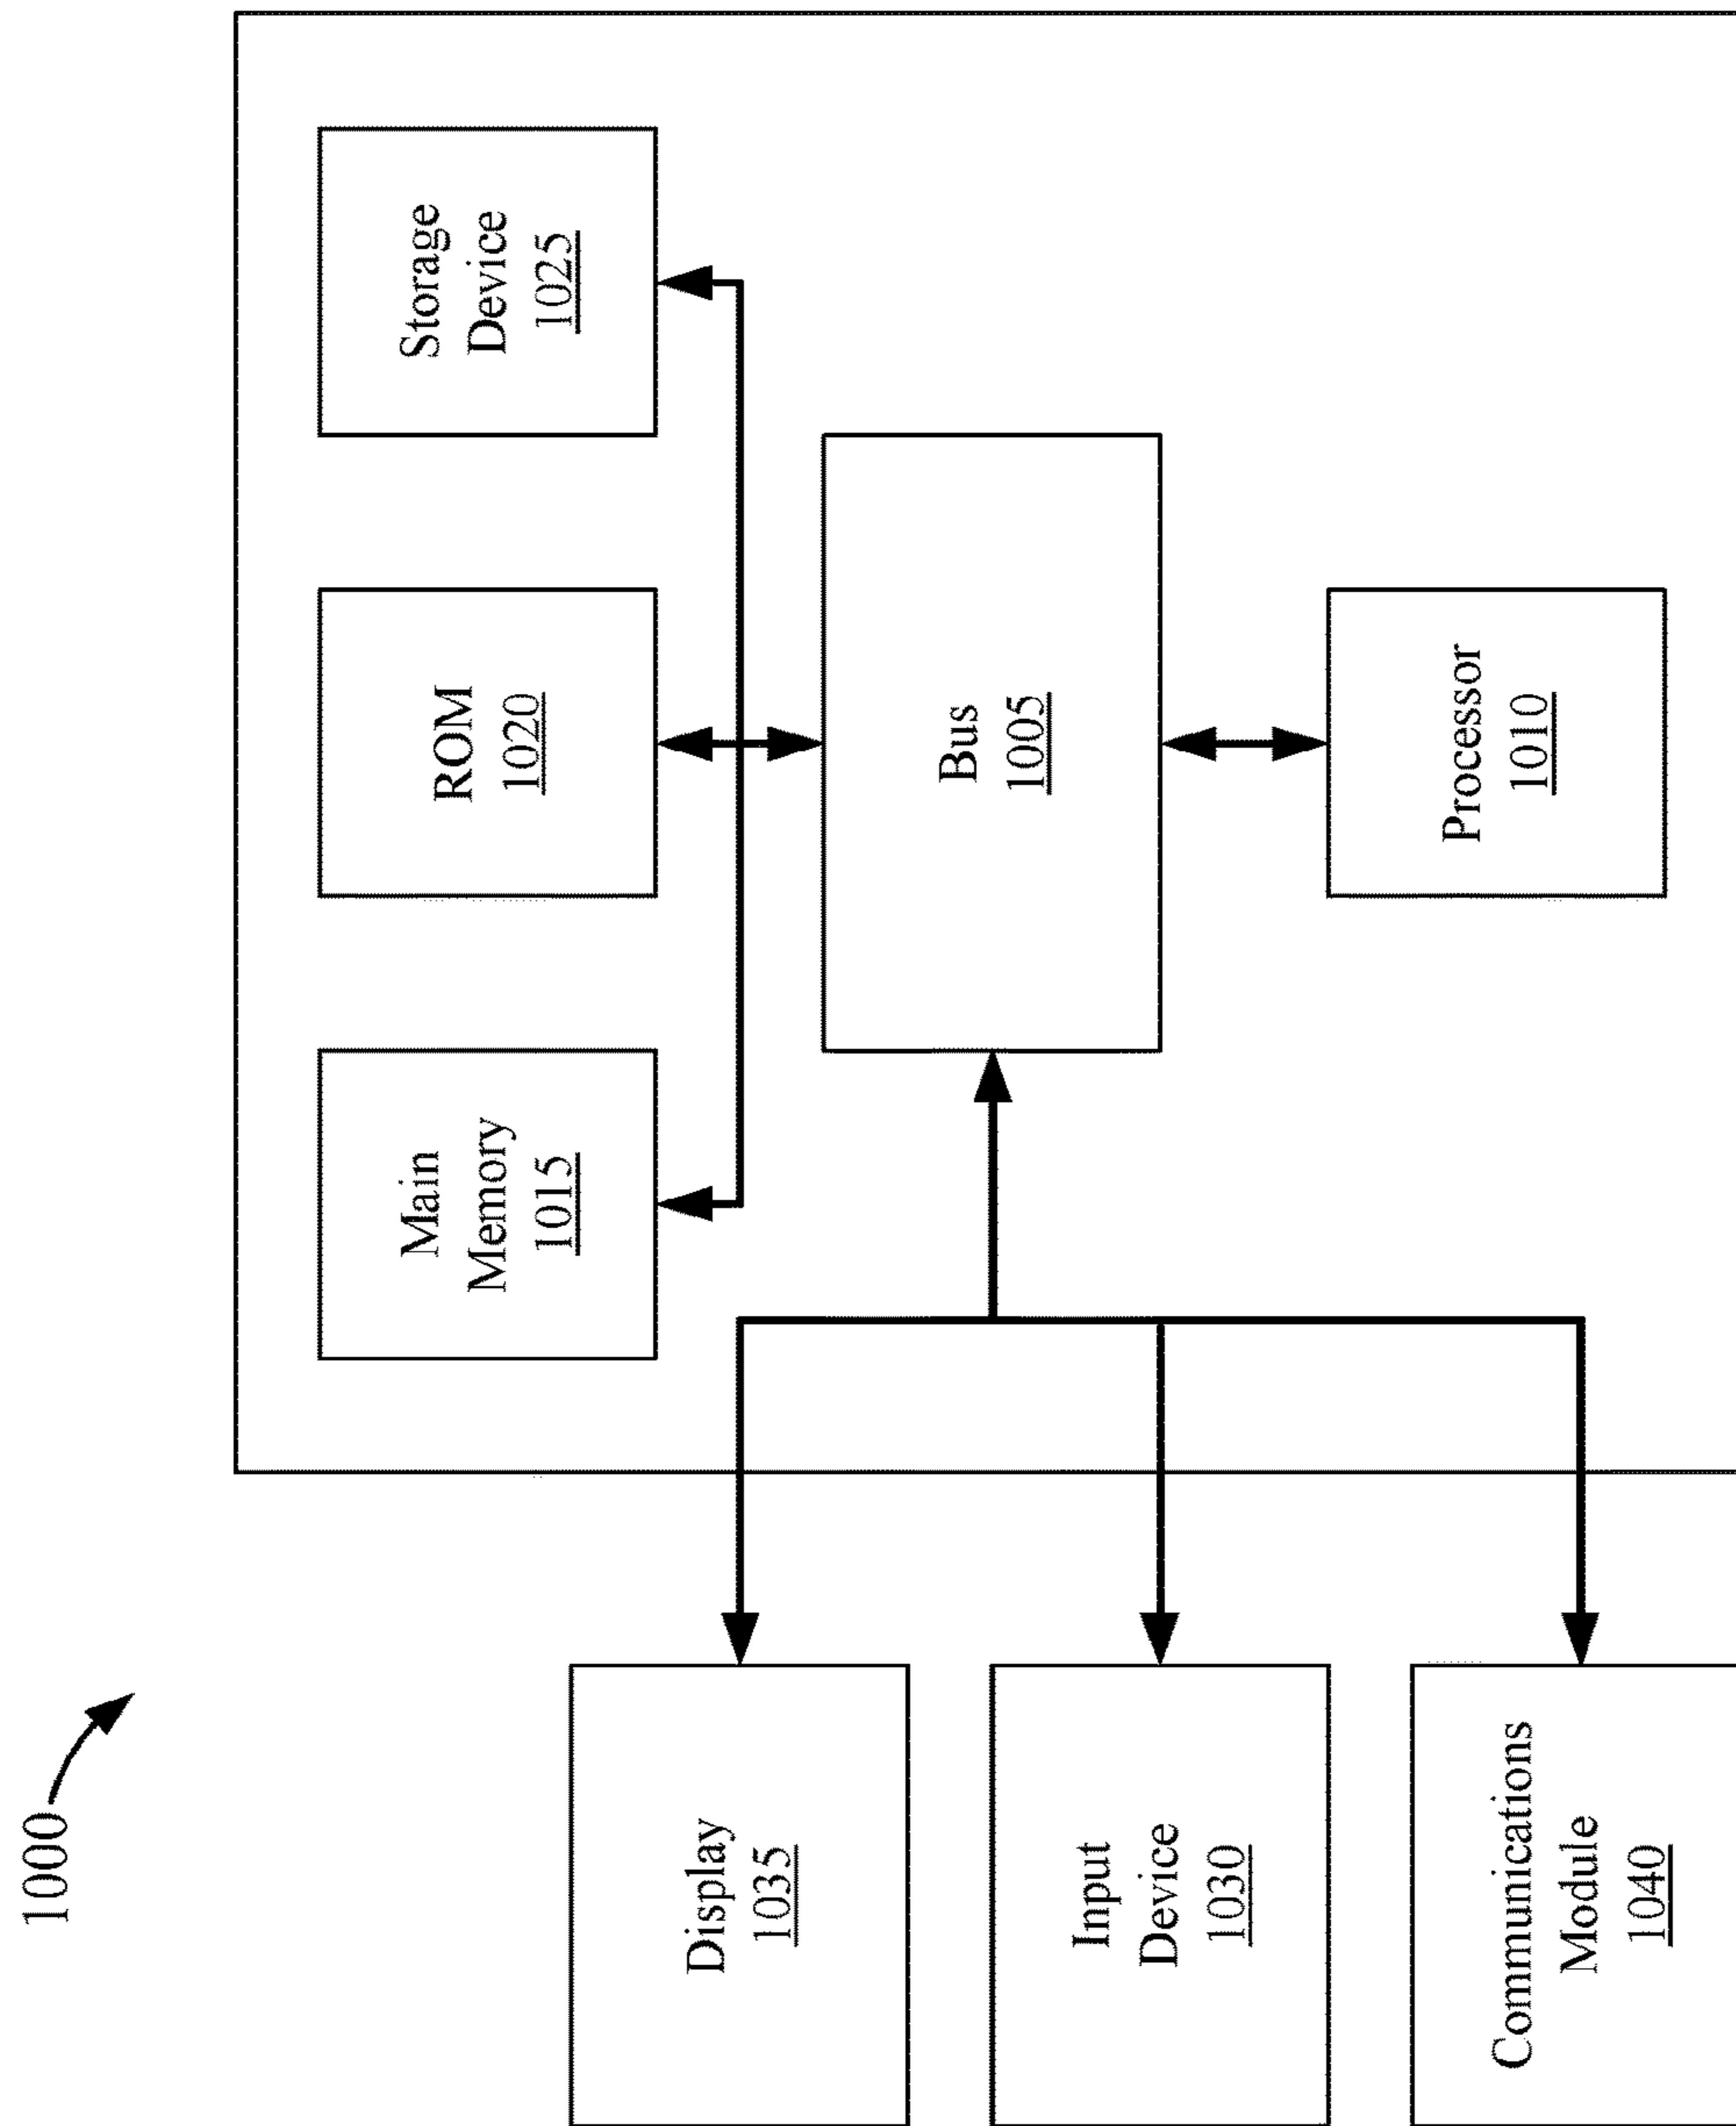 1000
Display
1035
Input
Device
1030
Communications
Module
1040
Main
Memory
1015
ROM
1020
Storage
Device
1025
Bus
1005
Processor
1010